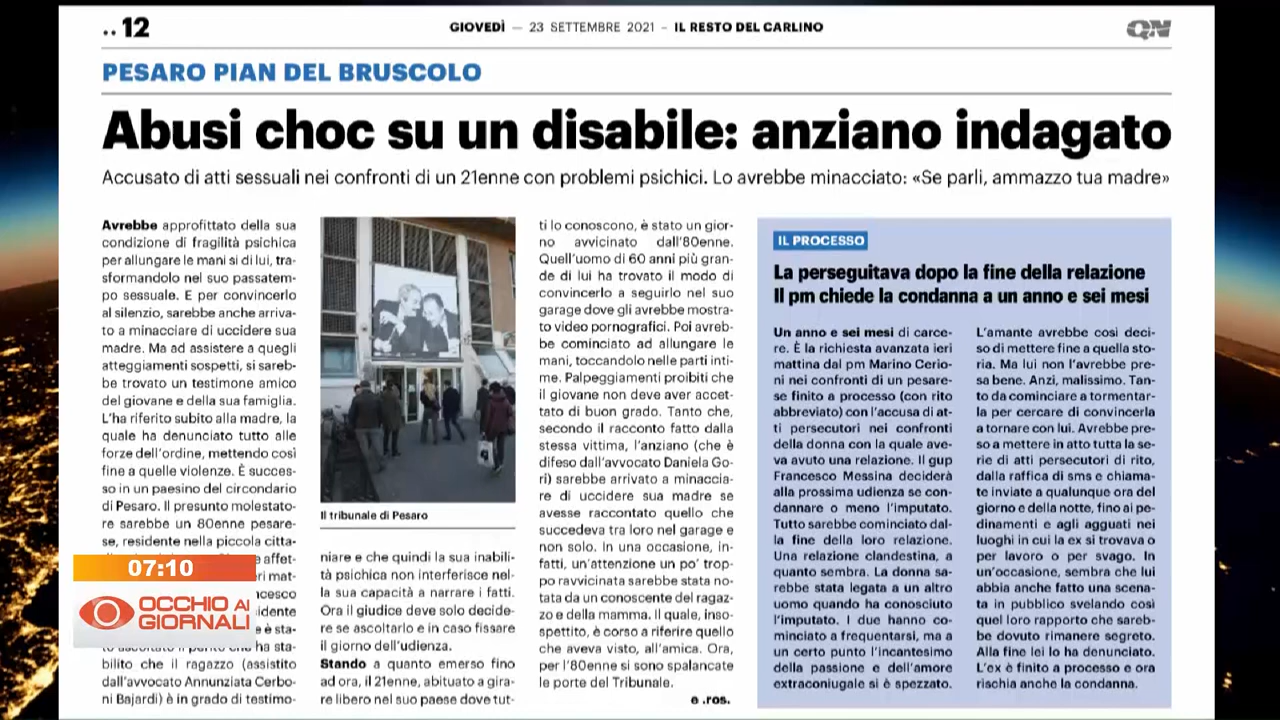 .. 12
GIOVEDÌ — 23 SETTEMBRE 2021 – IL RESTO DEL CARLINO
QN
PESARO PIAN DEL BRUSCOLO
Abusi choc su un disabile: anziano indagato
Accusato di atti sessuali nei confronti di un 21enne con problemi psichici. Lo avrebbe minacciato: «Se parli, ammazzo tua madre»
Avrebbe approfittato della sua
condizione di fragilità psichica
per allungare le mani si di lui, tra-
sformandolo nel suo passatem-
po sessuale. E per convincerlo
al silenzio, sarebbe anche arriva-
to a minacciare di uccidere sua
madre. Ma ad assistere a quegli
atteggiamenti sospetti, si sareb-
be trovato un testimone amico
del giovane e della sua famiglia.
L'ha riferito subito alla madre, la
quale ha denunciato tutto alle
forze dell'ordine, mettendo così
fine a quelle violenze. È succes-
so in un paesino del circondario
di Pesaro. Il presunto molestato-
re sarebbe un 80enne pesare-
se, residente nella piccola citta-
affet-
ri mat-
ncesco
idente
e è sta-
to ascoltato il perito che ha sta-
bilito che il ragazzo (assistito
dall'avvocato Annunziata Cerbo-
ni Bajardi) è in grado di testimo-
Il tribunale di Pesaro
niare e che quindi la sua inabili-
tà psichica non interferisce nel-
la sua capacità a narrare i fatti.
Ora il giudice deve solo decide-
re se ascoltarlo e in caso fissare
il giorno dell'udienza.
Stando a quanto emerso fino
ad ora, il 21enne, abituato a gira-
re libero nel suo paese dove tut-
ti lo conoscono, è stato un gior-
no avvicinato dall'80enne.
Quell'uomo di 60 anni più gran-
de di lui ha trovato il modo di
convincerlo a seguirlo nel suo
garage dove gli avrebbe mostra-
to video pornografici. Poi avreb-
be cominciato ad allungare le
mani, toccandolo nelle parti inti-
me. Palpeggiamenti proibiti che
il giovane non deve aver accet-
tato di buon grado. Tanto che,
secondo il racconto fatto dalla
stessa vittima, l'anziano (che è
difeso dall'avvocato Daniela Go-
ri) sarebbe arrivato a minaccia-
re di uccidere sua madre se
avesse raccontato quello che
succedeva tra loro nel garage e
non solo. In una occasione, in-
fatti, un'attenzione un po' trop-
po ravvicinata sarebbe stata no-
tata da un conoscente del ragaz-
zo e della mamma. Il quale, inso-
spettito, è corso a riferire quello
che aveva visto, all'amica. Ora,
per l'80enne si sono spalancate
le porte del Tribunale.
e .ros.
IL PROCESSO
La perseguitava dopo la fine della relazione
Il pm chiede la condanna a un anno e sei mesi
Un anno e sei mesi di carce-
re. È la richiesta avanzata ieri
mattina dal pm Marino Cerio-
ni nei confronti di un pesare-
se finito a processo (con rito
abbreviato) con l'accusa di at-
ti persecutori nei confronti
della donna con la quale ave-
va avuto una relazione. Il gup
Francesco Messina deciderà
alla prossima udienza se con-
dannare o meno l'imputato.
Tutto sarebbe cominciato dal-
la fine della loro relazione.
Una relazione clandestina, a
quanto sembra. La donna sa-
rebbe stata legata a un altro
uomo quando ha conosciuto
l'imputato. I due hanno co-
minciato a frequentarsi, ma a
un certo punto l'incantesimo
della passione e dell'amore
extraconiugale si è spezzato.
L'amante avrebbe così deci-
so di mettere fine a quella sto-
ria. Ma lui non l'avrebbe pre-
sa bene. Anzi, malissimo. Tan-
to da cominciare a tormentar-
la per cercare di convincerla
a tornare con lui. Avrebbe pre-
so a mettere in atto tutta la se-
rie di atti persecutori di rito,
dalla raffica di sms e chiama-
te inviate a qualunque ora del
giorno e della notte, fino ai pe-
dinamenti e agli agguati nei
luoghi in cui la ex si trovava o
per lavoro o per svago. In
un'occasione, sembra che lui
abbia anche fatto una scena-
ta in pubblico svelando così
quel loro rapporto che sareb-
be dovuto rimanere segreto.
Alla fine lei lo ha denunciato.
L'ex è finito a processo e ora
rischia anche la condanna.
07:10
OCCHIO AI
GIORNALI